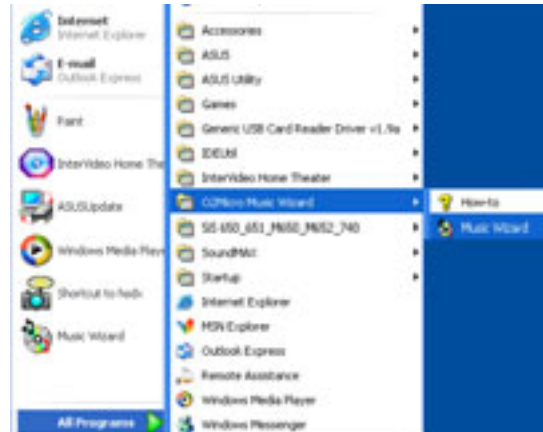 Internet
Internet Explorer
E-mail
Outlook Express
Paint
InterVideo Home The
ASUSUpdate
Windows Media Play
Shortcut to
Music Wizard
All Programs
Accessories
ASUS
ASUS Utility
Games
Generic USB Card Reader Driver v1.9a
IDEUtil
InterVideo Home Theater
O2Micro Music Wizard
SiS 650_651_M650_M652_740
SoundMAX
Startup
Internet Explorer
MSN Explorer
Outlook Express
Remote Assistance
Windows Media Player
Windows Messenger
How-to
Music Wizard